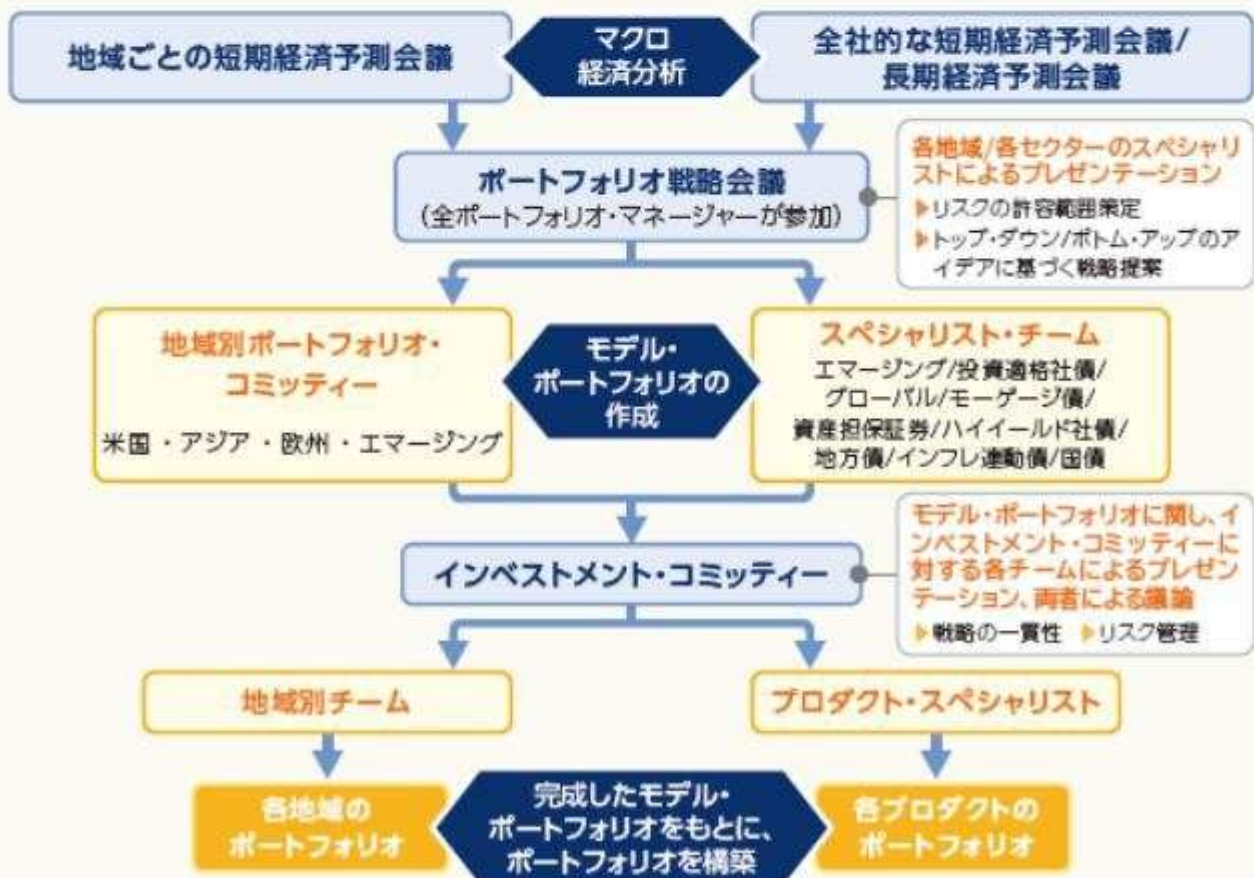 地域ごとの短期経済予測会議
マクロ
経済分析
全社的な短期経済予測会議/
長期経済予測会議
ポートフォリオ戦略会議
（全ポートフォリオ・マネージャーが参加）
各地域/各セクターのスペシャリ
ストによるプレゼンテーション
▶リスクの許容範囲策定
▶トップ・ダウン/ボトム・アップのア
イデアに基づく戦略提案
地域別ポートフォリオ・
コミッティー
米国・アジア・欧州・エマージング
モデル・
ポートフォリオの
作成
スペシャリスト・チーム
エマージング/投資適格社債/
グローバル/モーゲージ債/
資産担保証券/ハイイールド社債/
地方債/インフレ連動債/国債
インベストメント・コミッティー
モデル・ポートフォリオに関し、イ
ンベストメント・コミッティーに
対する各チームによるプレゼン
テーション、両者による議論
▶戦略の一貫性 ▶リスク管理
地域別チーム
プロダクト・スペシャリスト
各地域の
ポートフォリオ
完成したモデル・
ポートフォリオをもとに、
ポートフォリオを構築
各プロダクトの
ポートフォリオ